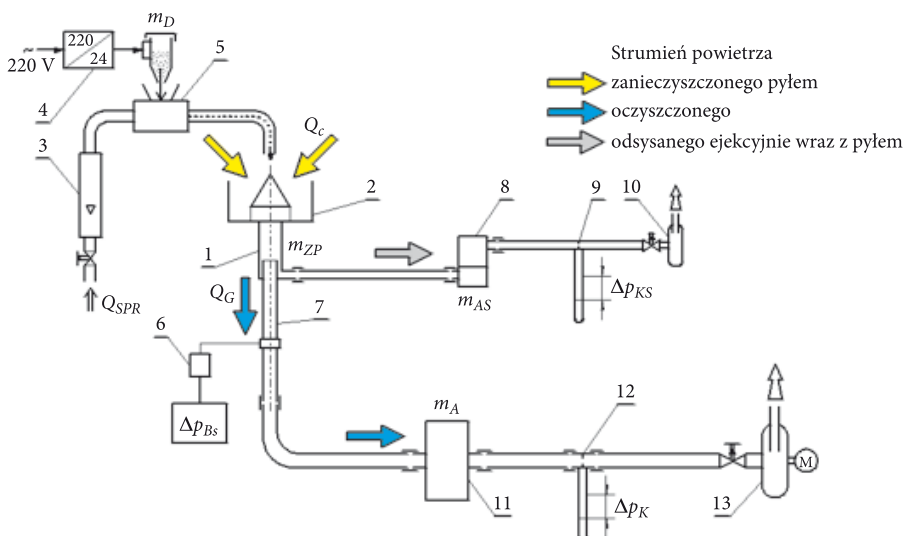 m_D
5
220
24
~
220 V
4
3
Q_SPR
Q_c
2
1
m_ZP
Q_G
7
6
Δp_Bs
Strumień powietrza
zanieczyszczonego pyłem
oczyszczonego
odsysanego ejekcyjnie wraz z pyłem
8
9
10
m_AS
Δp_KS
m_A
11
12
Δp_K
13
M